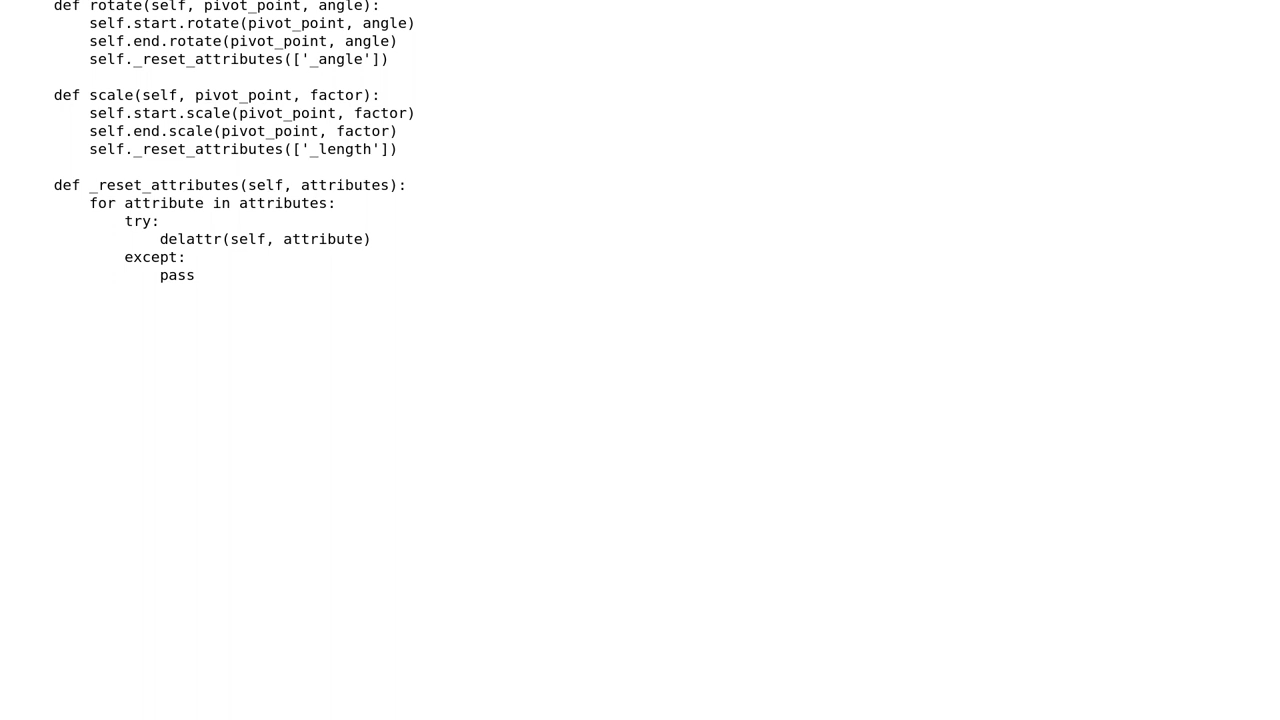 def rotate(self, pivot_point, angle):
        self.start.rotate(pivot_point, angle)
        self.end.rotate(pivot_point, angle)
        self._reset_attributes(['_angle'])

    def scale(self, pivot_point, factor):
        self.start.scale(pivot_point, factor)
        self.end.scale(pivot_point, factor)
        self._reset_attributes(['_length'])

    def _reset_attributes(self, attributes):
        for attribute in attributes:
            try:
                delattr(self, attribute)
            except:
                pass